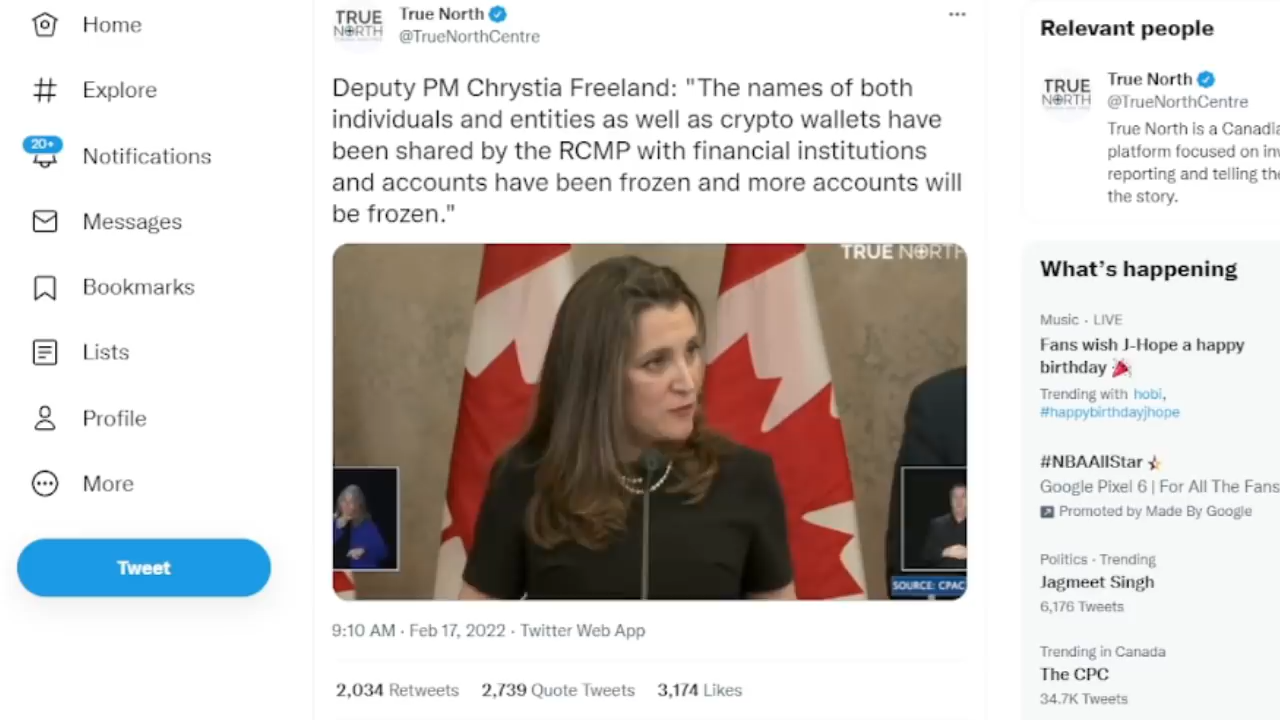 Home
Explore
20+
Notifications
Messages
Bookmarks
Lists
Profile
More
Tweet
TRUE
NORTH
True North
@TrueNorthCentre
Deputy PM Chrystia Freeland: "The names of both
individuals and entities as well as crypto wallets have
been shared by the RCMP with financial institutions
and accounts have been frozen and more accounts will
be frozen."
TRUE NORTH
SOURCE: CPAC
9:10 AM · Feb 17, 2022 · Twitter Web App
2,034 Retweets 2,739 Quote Tweets 3,174 Likes
Relevant people
TRUE
NORTH
True North
@TrueNorthCentre
True North is a Canadia
platform focused on inv
reporting and telling the
the story.
What's happening
Music · LIVE
Fans wish J-Hope a happy
birthday
Trending with hobi,
#happybirthdayjhope
#NBAAllStar
Google Pixel 6 | For All The Fans
Promoted by Made By Google
Politics · Trending
Jagmeet Singh
6,176 Tweets
Trending in Canada
The CPC
34.7K Tweets